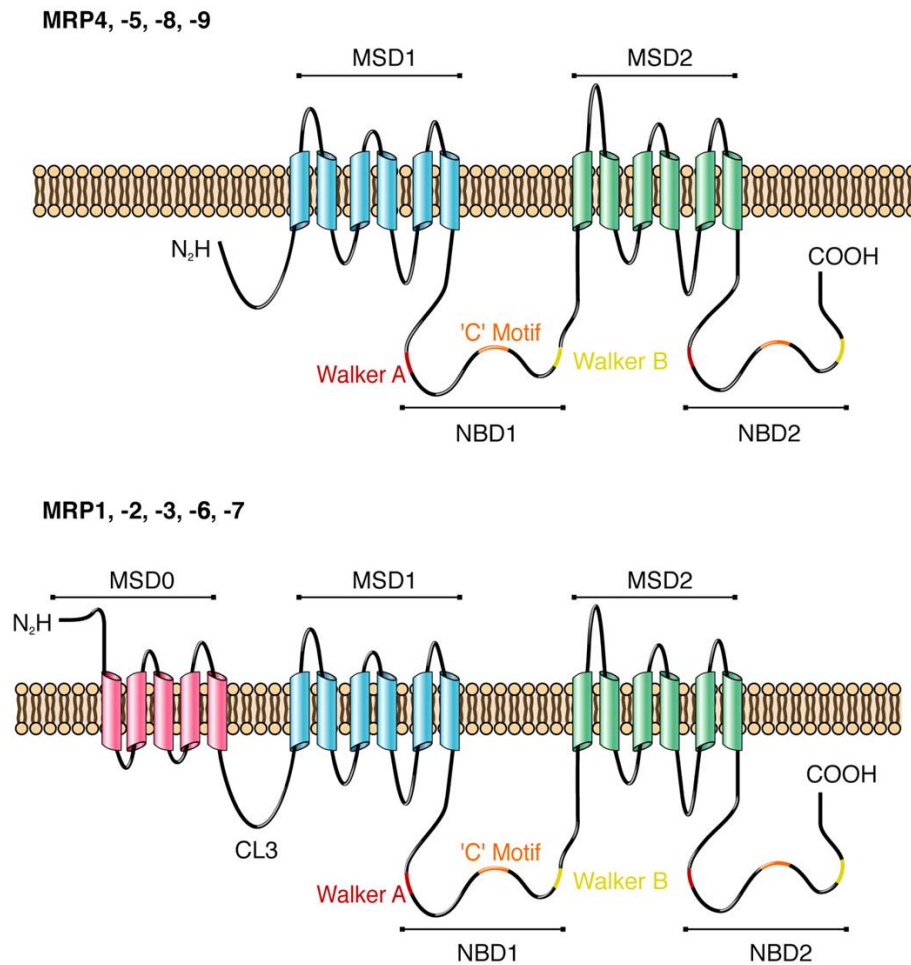 MRP4, -5, -8, -9
MSD1
MSD2
N₂H
COOH
'C' Motif
Walker A
Walker B
NBD1
NBD2
MRP1, -2, -3, -6, -7
MSD0
MSD1
MSD2
N₂H
COOH
CL3
'C' Motif
Walker A
Walker B
NBD1
NBD2